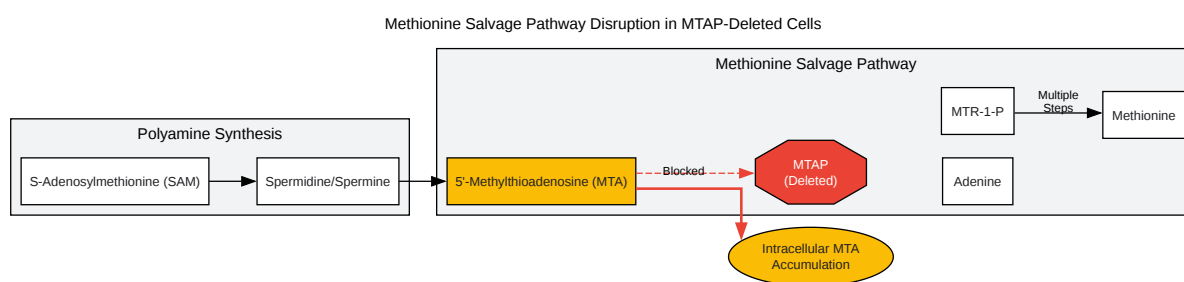 Methionine Salvage Pathway Disruption in MTAP-Deleted Cells
Methionine Salvage Pathway
MTR-1-P
Multiple
Steps
Methionine
Polyamine Synthesis
S-Adenosylmethionine (SAM)
Spermidine/Spermine
5'-Methylthioadenosine (MTA)
Blocked
MTAP
(Deleted)
Adenine
Intracellular MTA
Accumulation